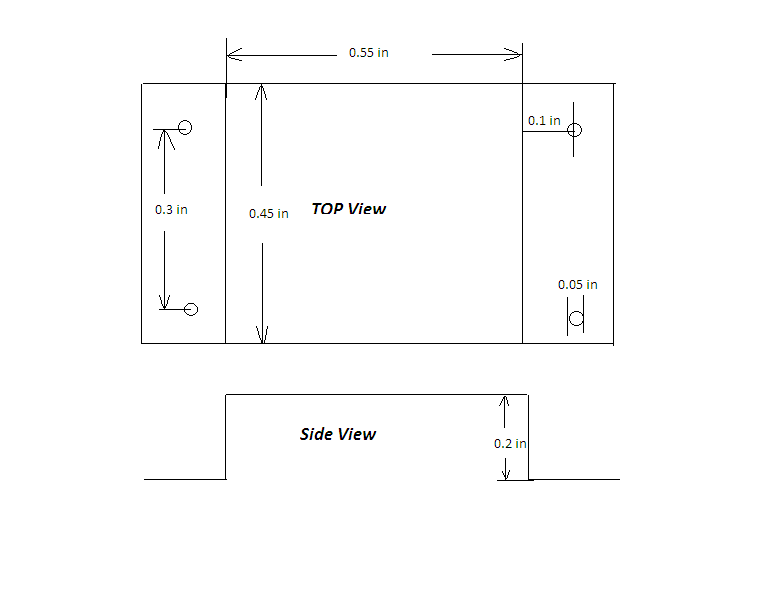 0.55 in
0.1 in
0.3 in
0.45 in
TOP View
0.05 in
Side View
0.2 in